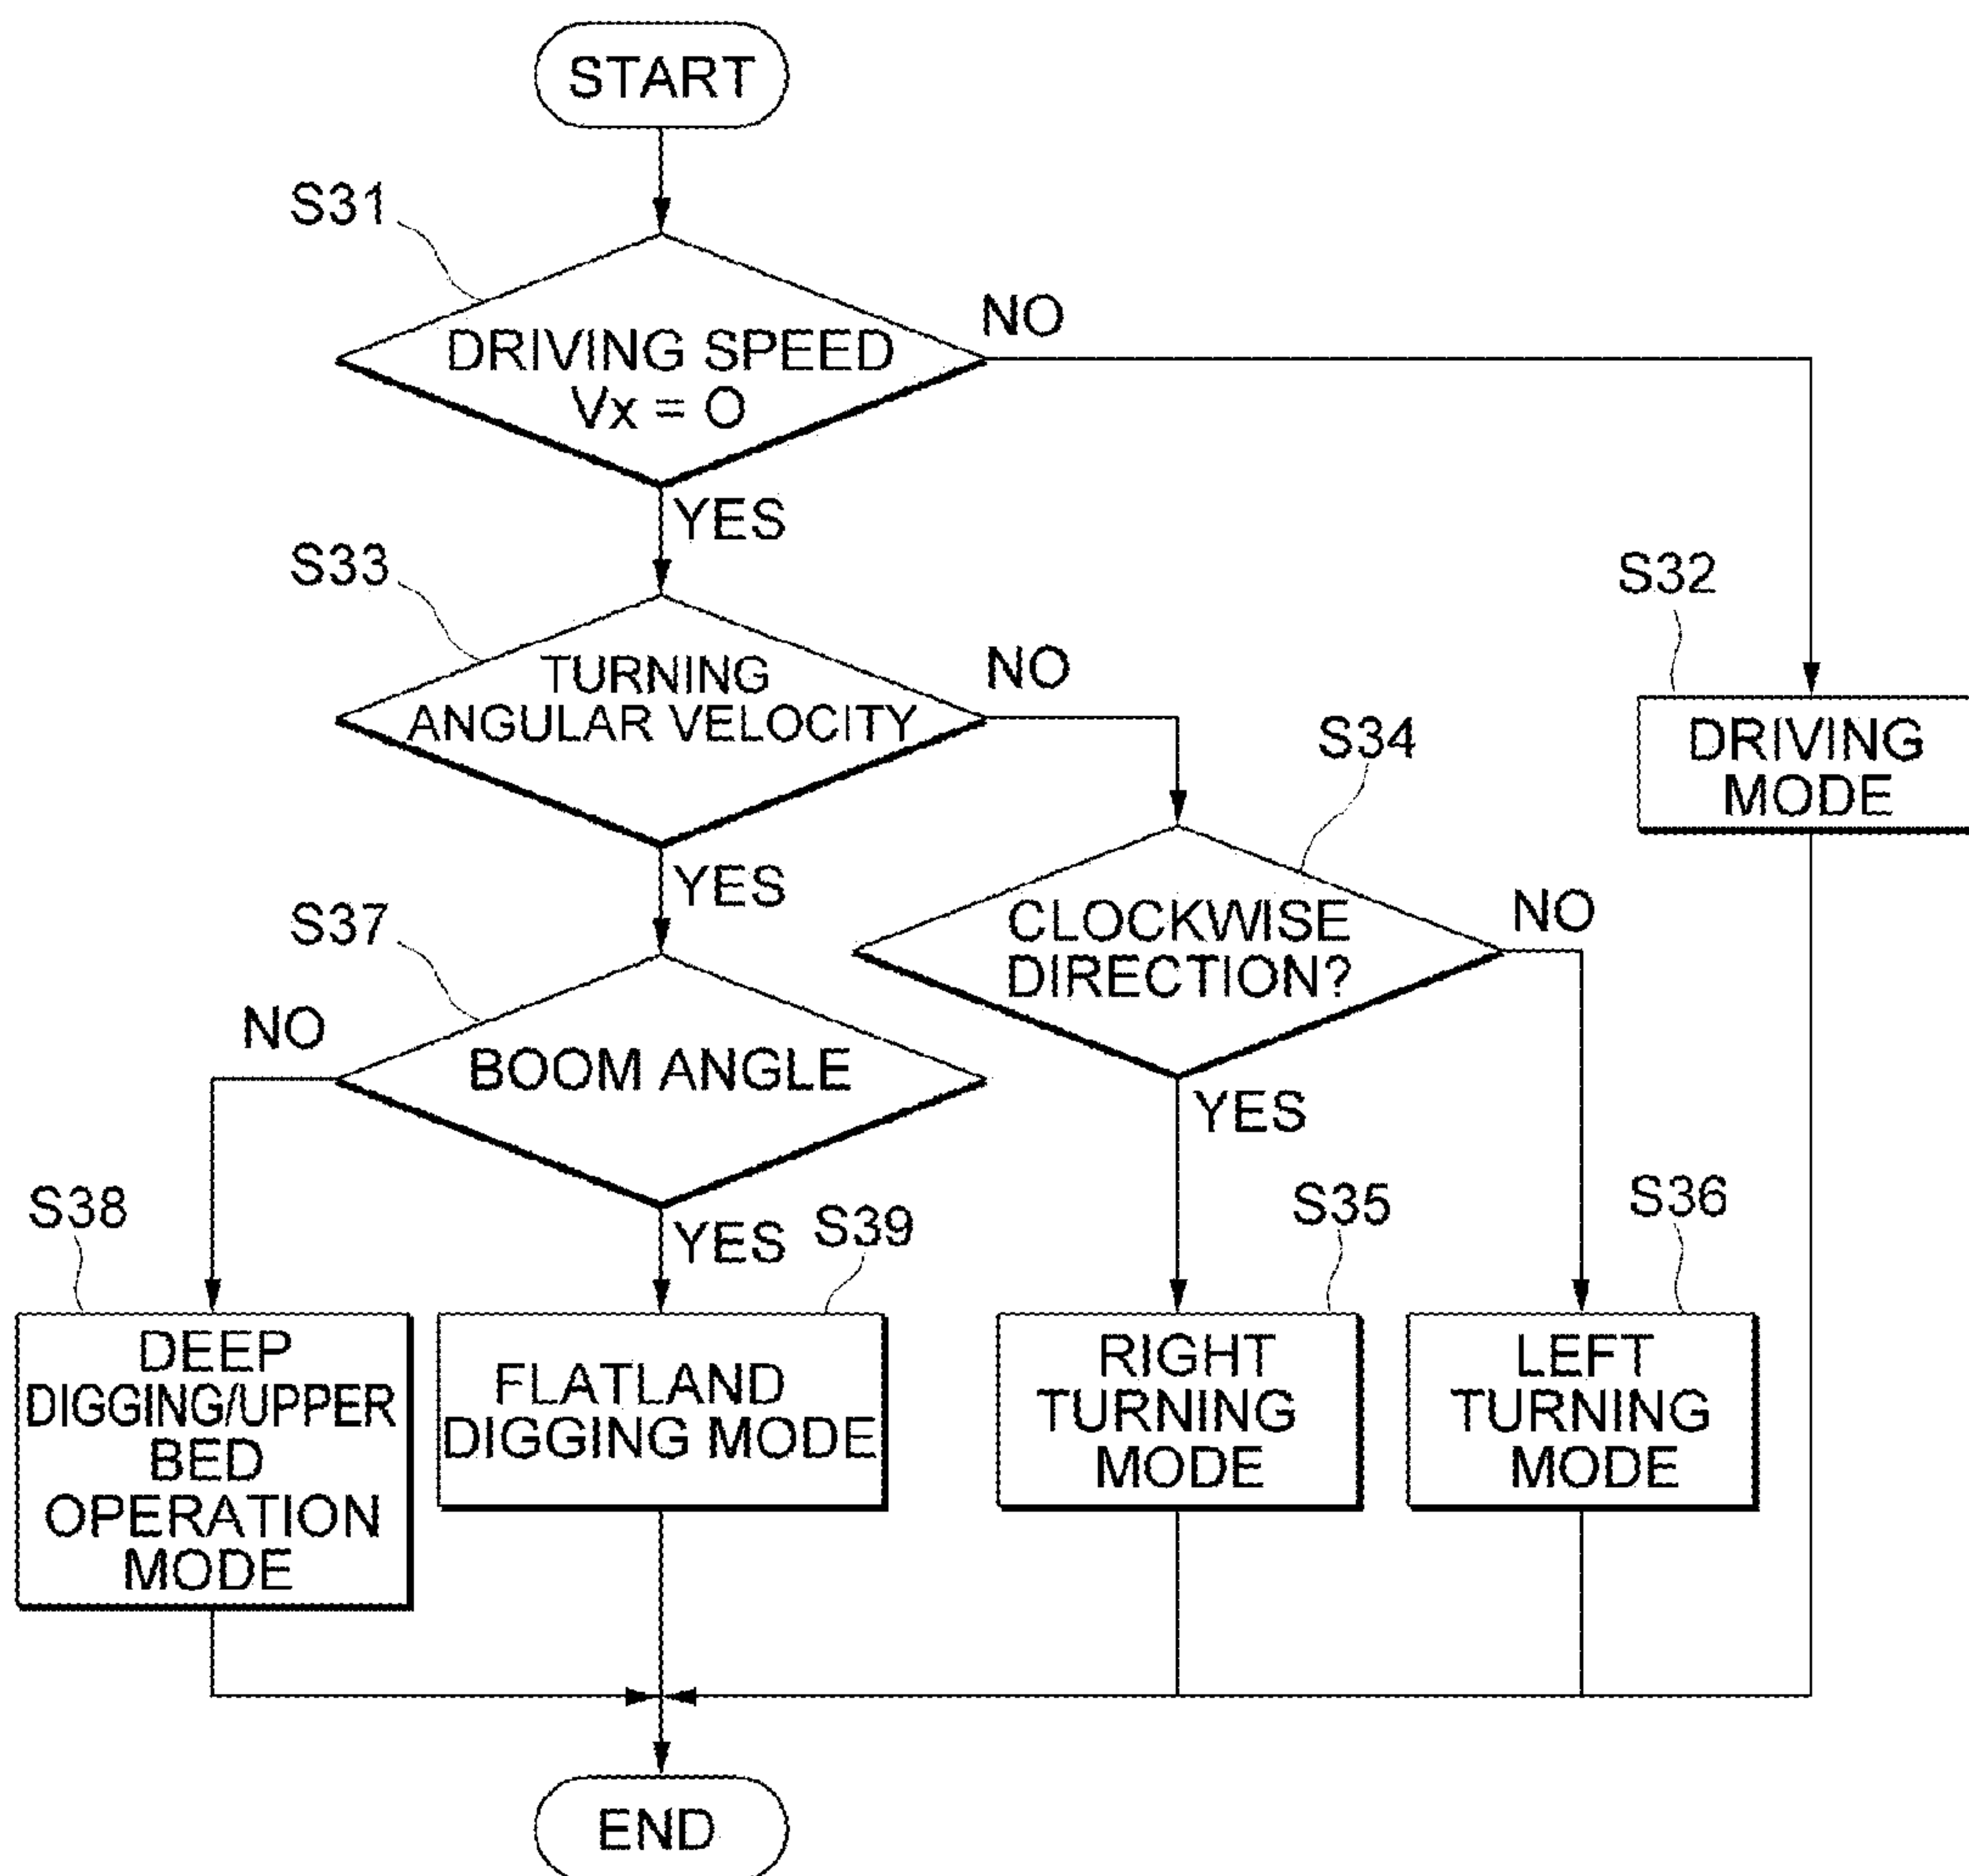 START
S31
DRIVING SPEED
Vx = O
NO
YES
S33
TURNING
ANGULAR VELOCITY
NO
YES
S32
DRIVING
MODE
S34
CLOCKWISE
DIRECTION?
NO
YES
S37
BOOM ANGLE
NO
YES
S38
DEEP
DIGGING/UPPER
BED
OPERATION
MODE
S39
FLATLAND
DIGGING MODE
S35
RIGHT
TURNING
MODE
S36
LEFT
TURNING
MODE
END